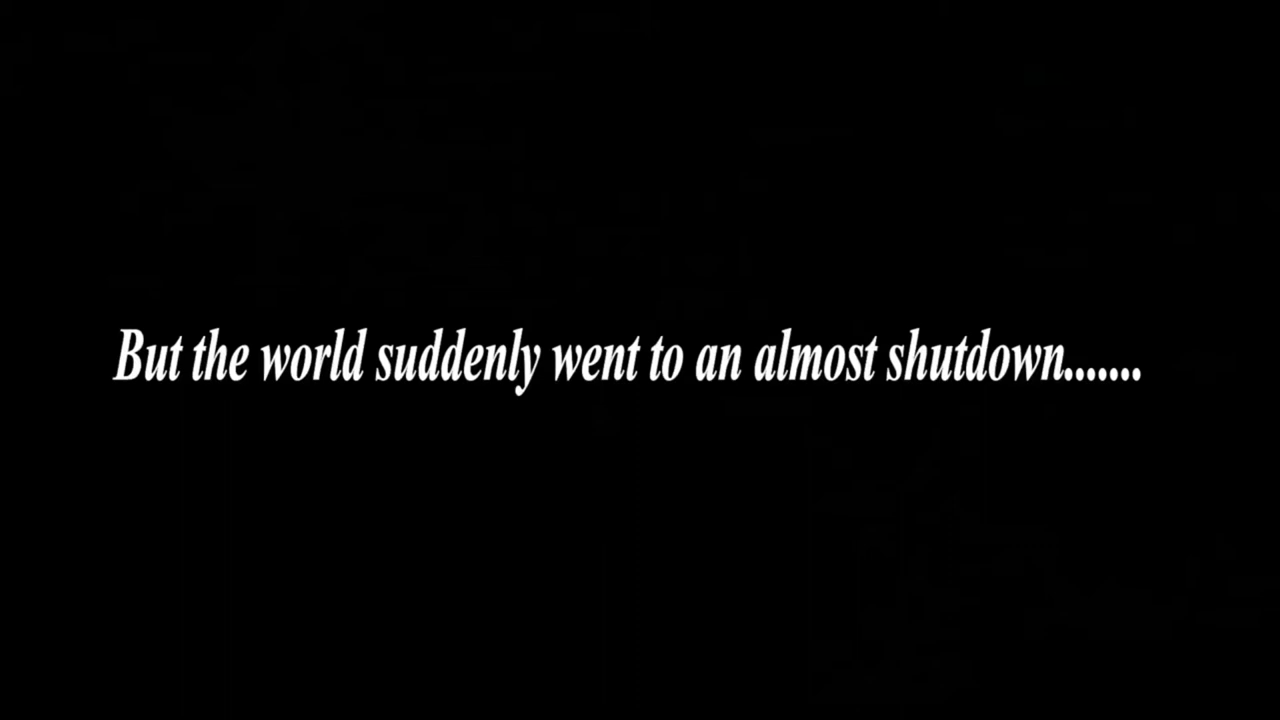 But the world suddenly went to an almost shutdown.......